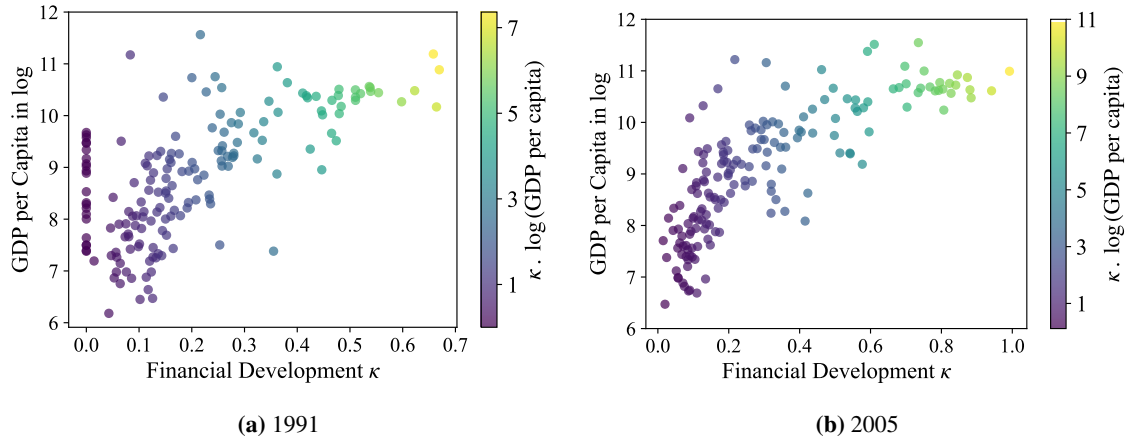 12
11
10
9
8
7
6
GDP per Capita in log
0.0 0.1 0.2 0.3 0.4 0.5 0.6 0.7
Financial Development κ
7
5
3
1
κ . log(GDP per capita)
(a) 1991
12
11
10
9
8
7
6
GDP per Capita in log
0.0 0.2 0.4 0.6 0.8 1.0
Financial Development κ
11
9
7
5
3
1
κ . log(GDP per capita)
(b) 2005